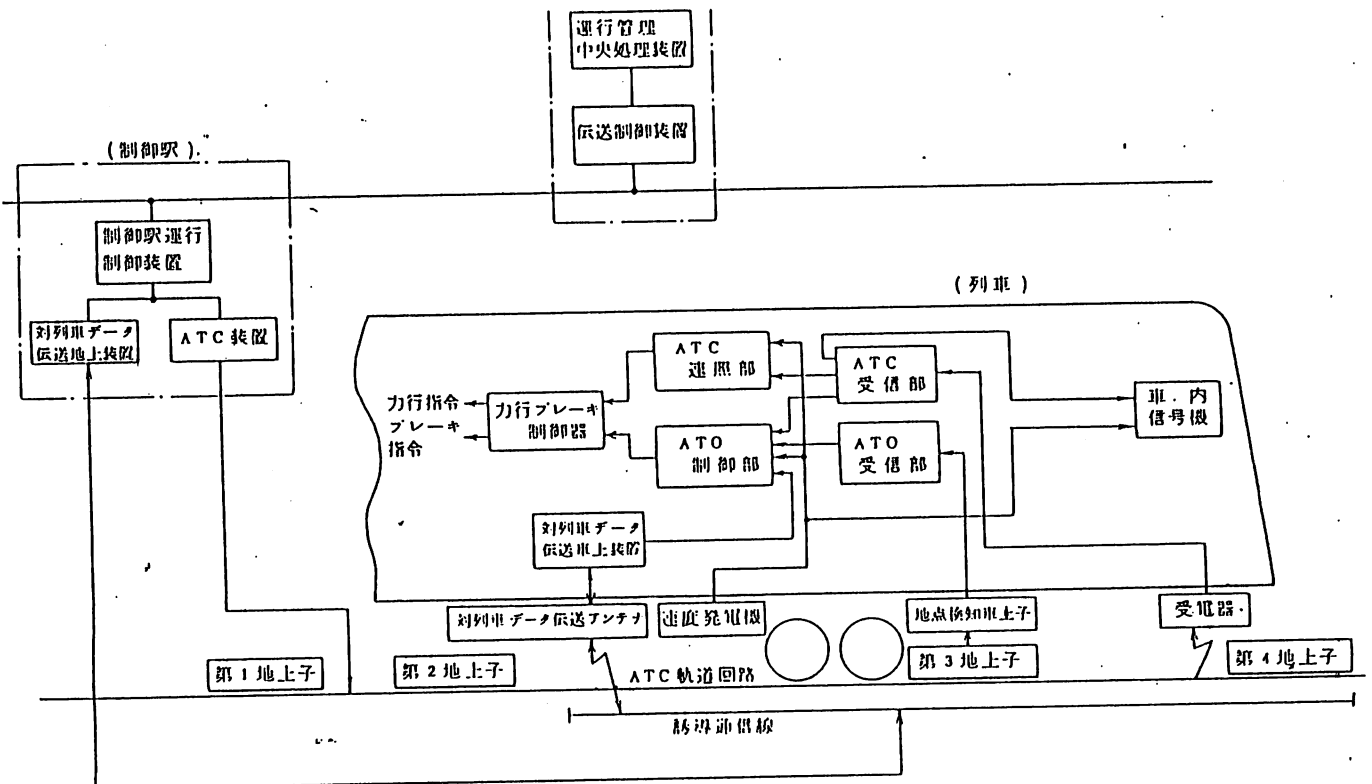 運行管理
中央処理装置
伝送制御装置
(制御駅)
制御駅運行
制御装置
対列車データ
伝送地上装置
ATC装置
(列車)
ATC
速照部
ATC
受信部
車.内
信号機
力行指令
ブレーキ
指令
力行ブレーキ
制御器
ATO
制御部
ATO
受信部
対列車データ
伝送車上装置
対列車データ伝送アンテナ
速度発電機
地点検知車上子
受電器
第1地上子
第2地上子
ATC軌道回路
第3地上子
第4地上子
誘導通信線